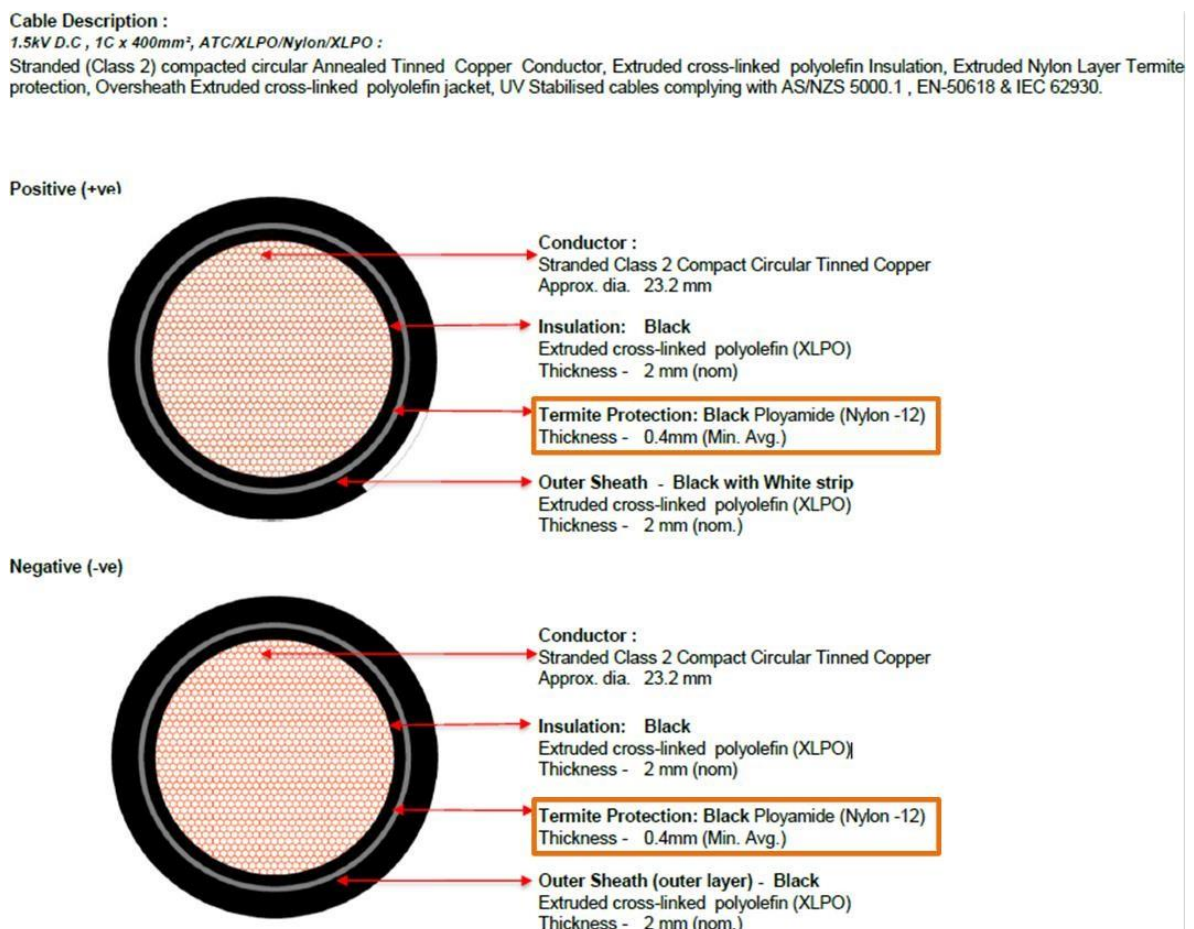 Cable Description :
1.5kV D.C , 1C x 400mm², ATC/XLPO/Nylon/XLPO :
Stranded (Class 2) compacted circular Annealed Tinned Copper Conductor, Extruded cross-linked polyolefin Insulation, Extruded Nylon Layer Termite
protection, Oversheath Extruded cross-linked polyolefin jacket, UV Stabilised cables complying with AS/NZS 5000.1 , EN-50618 & IEC 62930.
Positive (+ve)
Conductor :
Stranded Class 2 Compact Circular Tinned Copper
Approx. dia. 23.2 mm
Insulation: Black
Extruded cross-linked polyolefin (XLPO)
Thickness - 2 mm (nom)
Termite Protection: Black Ployamide (Nylon -12)
Thickness - 0.4mm (Min. Avg.)
Outer Sheath - Black with White strip
Extruded cross-linked polyolefin (XLPO)
Thickness - 2 mm (nom.)
Negative (-ve)
Conductor :
Stranded Class 2 Compact Circular Tinned Copper
Approx. dia. 23.2 mm
Insulation: Black
Extruded cross-linked polyolefin (XLPO)
Thickness - 2 mm (nom)
Termite Protection: Black Ployamide (Nylon -12)
Thickness - 0.4mm (Min. Avg.)
Outer Sheath (outer layer) - Black
Extruded cross-linked polyolefin (XLPO)
Thickness - 2 mm (nom.)